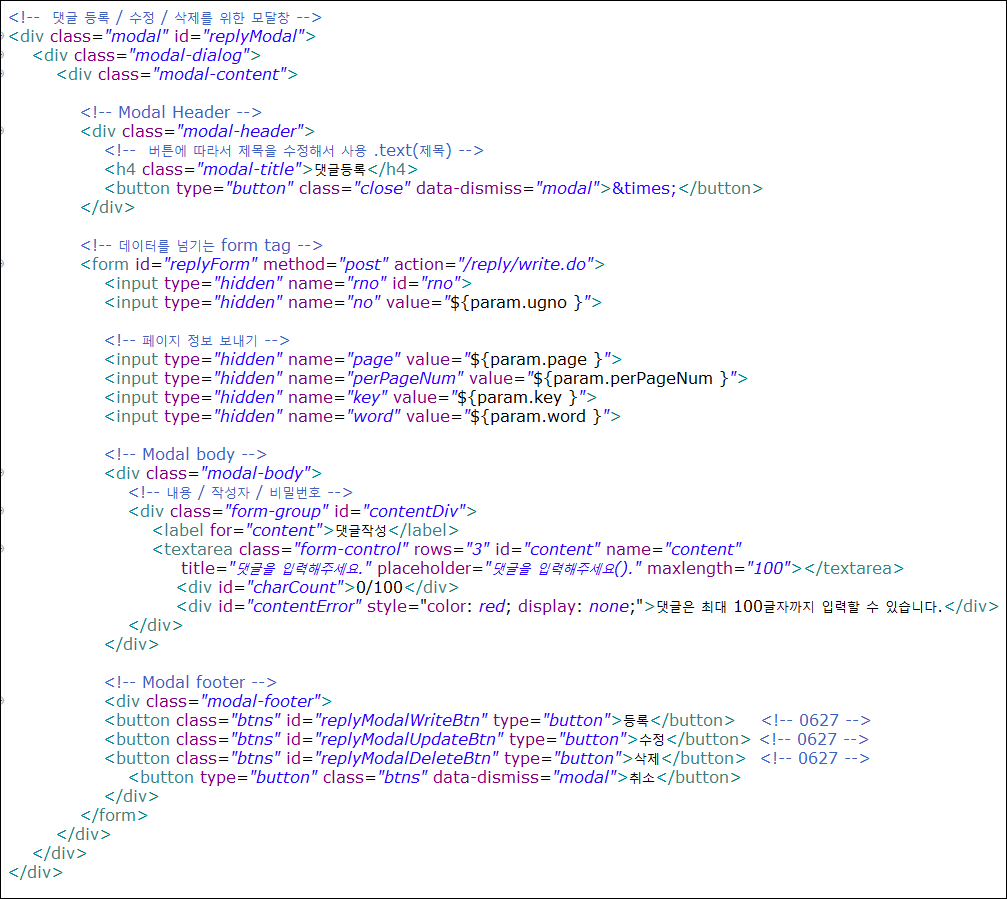 <!--  댓글 등록 / 수정 / 삭제를 위한 모달창 -->
<div class="modal" id="replyModal">
<div class="modal-dialog">
<div class="modal-content">
<!-- Modal Header -->
<div class="modal-header">
<!--  버튼에 따라서 제목을 수정해서 사용 .text(제목) -->
<h4 class="modal-title">댓글등록</h4>
<button type="button" class="close" data-dismiss="modal">&times;</button>
</div>
<!-- 데이터를 넘기는 form tag -->
<form id="replyForm" method="post" action="/reply/write.do">
<input type="hidden" name="rno" id="rno">
<input type="hidden" name="no" value="${param.ugno }">
<!-- 페이지 정보 보내기 -->
<input type="hidden" name="page" value="${param.page }">
<input type="hidden" name="perPageNum" value="${param.perPageNum }">
<input type="hidden" name="key" value="${param.key }">
<input type="hidden" name="word" value="${param.word }">
<!-- Modal body -->
<div class="modal-body">
<!-- 내용 / 작성자 / 비밀번호 -->
<div class="form-group" id="contentDiv">
<label for="content">댓글작성</label>
<textarea class="form-control" rows="3" id="content" name="content"
title="댓글을 입력해주세요." placeholder="댓글을 입력해주세요()." maxlength="100"></textarea>
<div id="charCount">0/100</div>
<div id="contentError" style="color: red; display: none;">댓글은 최대 100글자까지 입력할 수 있습니다.</div>
</div>
</div>
<!-- Modal footer -->
<div class="modal-footer">
<button class="btns" id="replyModalWriteBtn" type="button">등록</button>   <!-- 0627 -->
<button class="btns" id="replyModalUpdateBtn" type="button">수정</button> <!-- 0627 -->
<button class="btns" id="replyModalDeleteBtn" type="button">삭제</button>  <!-- 0627 -->
<button type="button" class="btns" data-dismiss="modal">취소</button>
</div>
</form>
</div>
</div>
</div>